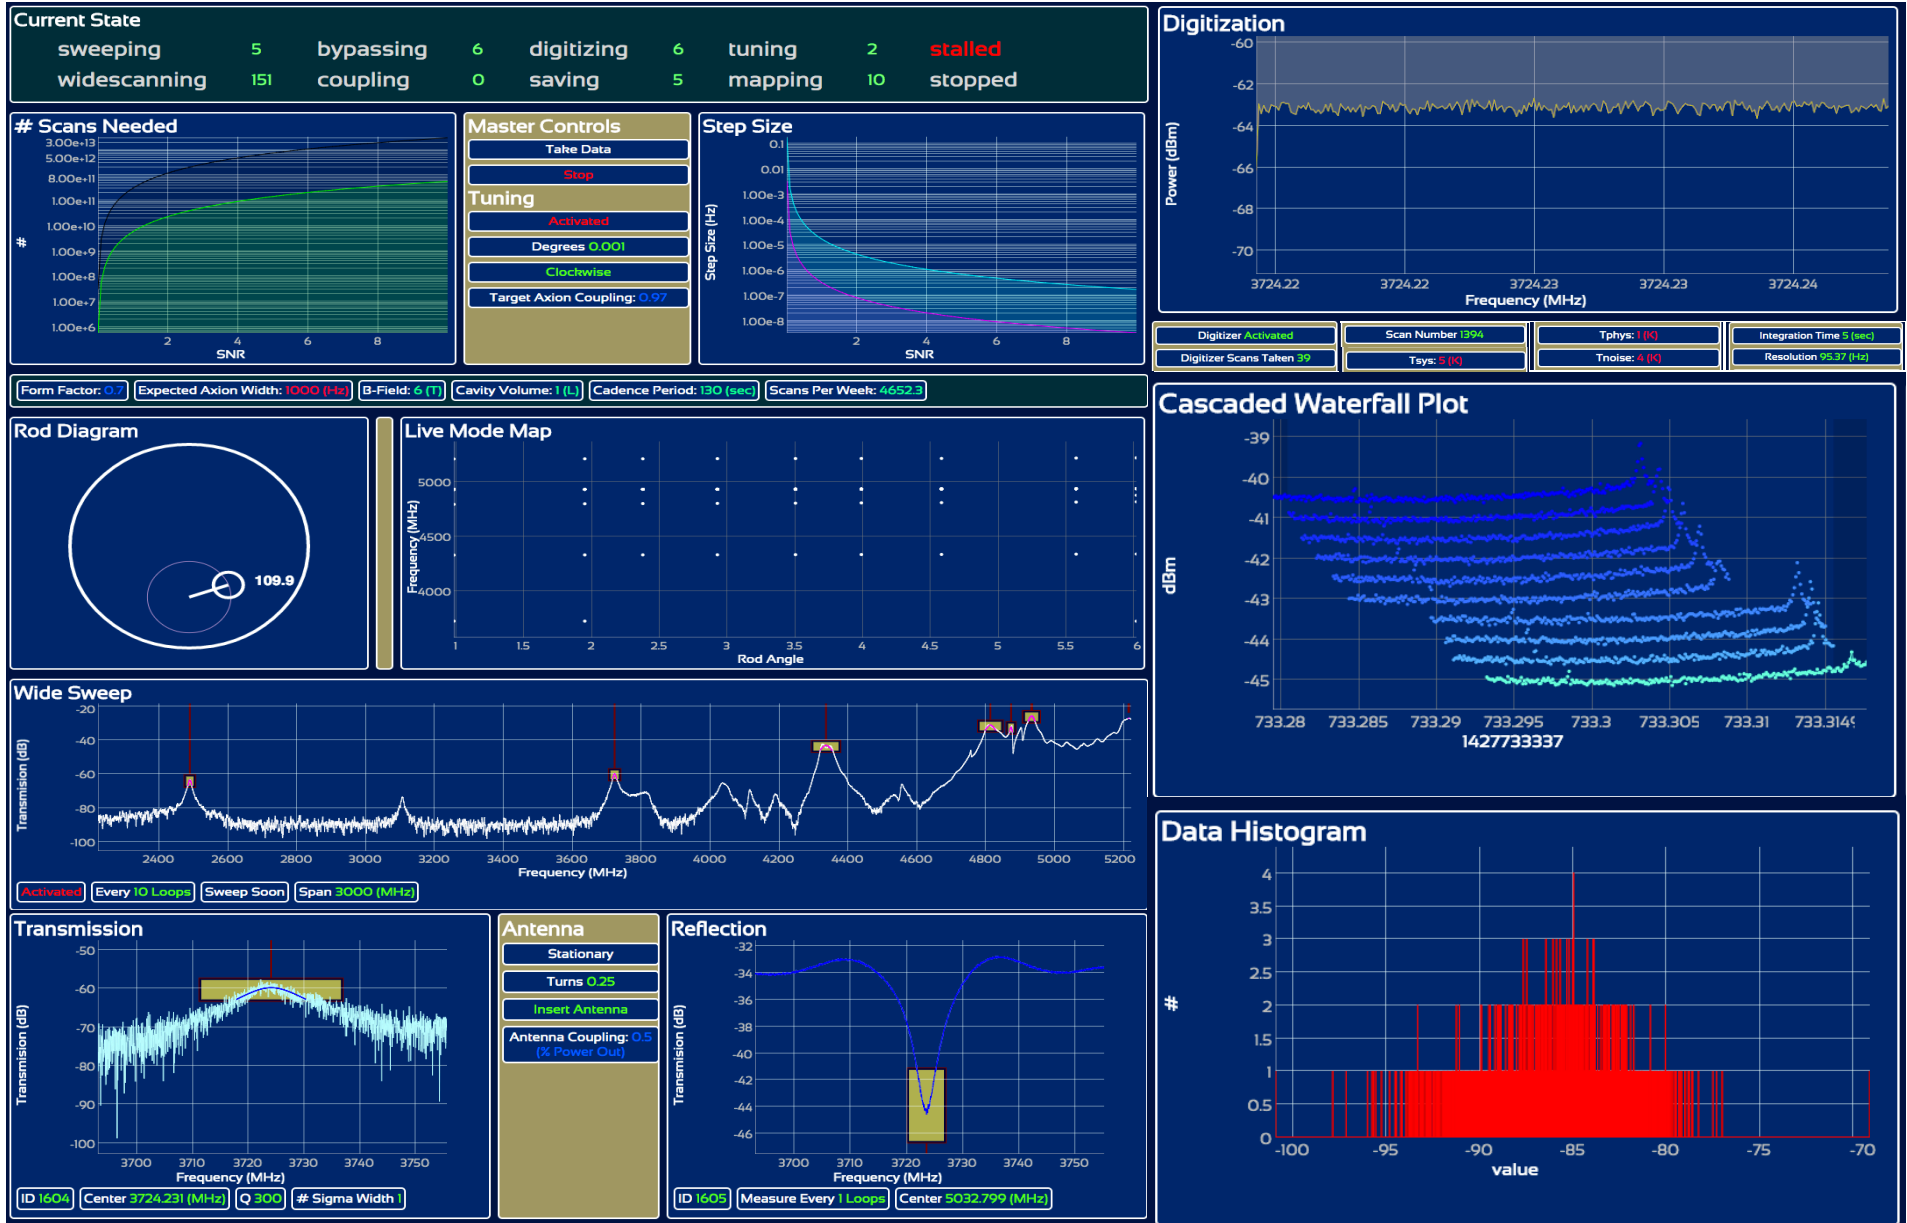 Current State
sweeping 5 bypassing 6 digitizing 6 tuning 2 stalled
widescanning 151 coupling 0 saving 5 mapping 10 stopped
# Scans Needed
3.00e+13
5.00e+12
8.00e+11
1.00e+11
1.00e+10
1.00e+9
1.00e+8
1.00e+7
1.00e+6
#
2 4 6 8
SNR
Master Controls
Take Data
Stop
Tuning
Activated
Degrees 0.001
Clockwise
Target Axion Coupling: 0.97
Step Size
0.1
0.01
1.00e-3
1.00e-4
1.00e-5
1.00e-6
1.00e-7
1.00e-8
Step Size (Hz)
2 4 6 8
SNR
Digitization
-60
-62
-64
-66
-68
-70
Power (dBm)
3724.22 3724.22 3724.23 3724.23 3724.24
Frequency (MHz)
Digitizer Activated Scan Number 1394 Tphys: 1 (K) Integration Time 5 (sec)
Digitizer Scans Taken 39 Tsys: 5 (K) Tnoise: 4 (K) Resolution 95.37 (Hz)
Form Factor: 0.7 Expected Axion Width: 1000 (Hz) B-Field: 6 (T) Cavity Volume: 1 (L) Cadence Period: 130 (sec) Scans Per Week: 4652.3
Rod Diagram
109.9
Live Mode Map
5000
4500
4000
Frequency (MHz)
1 1.5 2 2.5 3 3.5 4 4.5 5 5.5 6
Rod Angle
Cascaded Waterfall Plot
-39
-40
-41
-42
-43
-44
-45
dBm
733.28 733.285 733.29 733.295 733.3 733.305 733.31 733.3149
1427733337
Wide Sweep
-20
-40
-60
-80
-100
Transmision (dB)
2400 2600 2800 3000 3200 3400 3600 3800 4000 4200 4400 4600 4800 5000 5200
Frequency (MHz)
Activated Every 10 Loops Sweep Soon Span 3000 (MHz)
Transmission
-50
-60
-70
-80
-90
-100
Transmision (dB)
3700 3710 3720 3730 3740 3750
Frequency (MHz)
ID 1604 Center 3724.231 (MHz) Q 300 # Sigma Width 1
Antenna
Stationary
Turns 0.25
Insert Antenna
Antenna Coupling: 0.5
(% Power Out)
Reflection
-32
-34
-36
-38
-40
-42
-44
-46
Transmision (dB)
3700 3710 3720 3730 3740 3750
Frequency (MHz)
ID 1605 Measure Every 1 Loops Center 5032.799 (MHz)
Data Histogram
4
3.5
3
2.5
2
1.5
1
0.5
0
#
-100 -95 -90 -85 -80 -75 -70
value